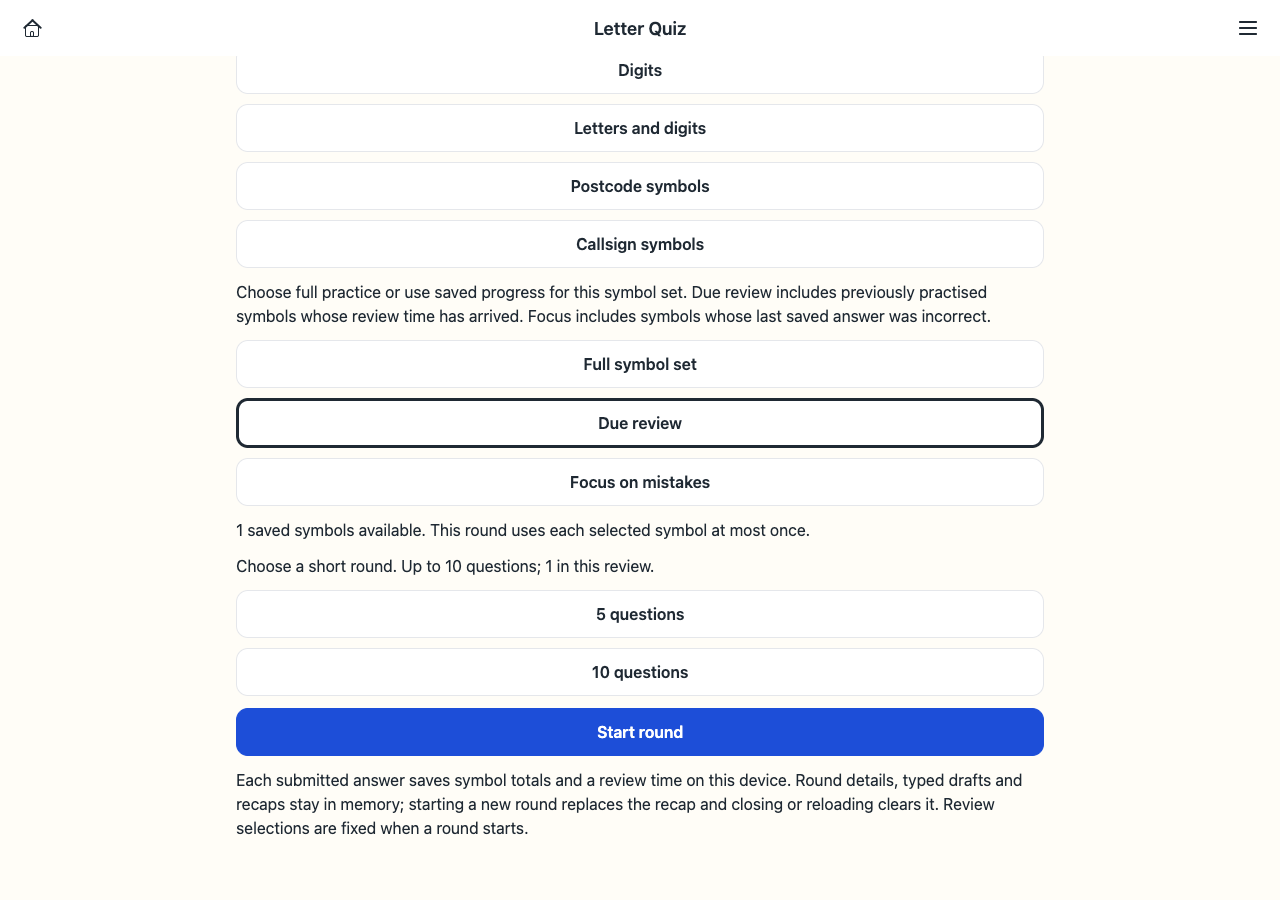 Letter Quiz
Digits
Letters and digits
Postcode symbols
Callsign symbols
Choose full practice or use saved progress for this symbol set. Due review includes previously practised
symbols whose review time has arrived. Focus includes symbols whose last saved answer was incorrect.
Full symbol set
Due review
Focus on mistakes
1 saved symbols available. This round uses each selected symbol at most once.
Choose a short round. Up to 10 questions; 1 in this review.
5 questions
10 questions
Start round
Each submitted answer saves symbol totals and a review time on this device. Round details, typed drafts and
recaps stay in memory; starting a new round replaces the recap and closing or reloading clears it. Review
selections are fixed when a round starts.